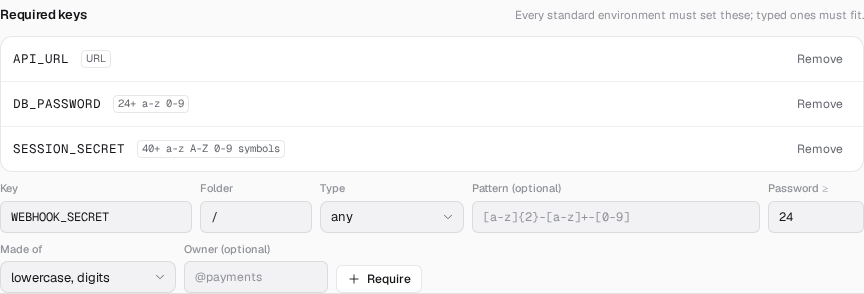 Required keys
Every standard environment must set these; typed ones must fit.
API_URL URL Remove
DB_PASSWORD 24+ a-z 0-9 Remove
SESSION_SECRET 40+ a-z A-Z 0-9 symbols Remove
Key Folder Type Pattern (optional) Password ≥
WEBHOOK_SECRET / any [a-z]{2}-[a-z]+-[0-9] 24
Made of Owner (optional)
lowercase, digits @payments + Require